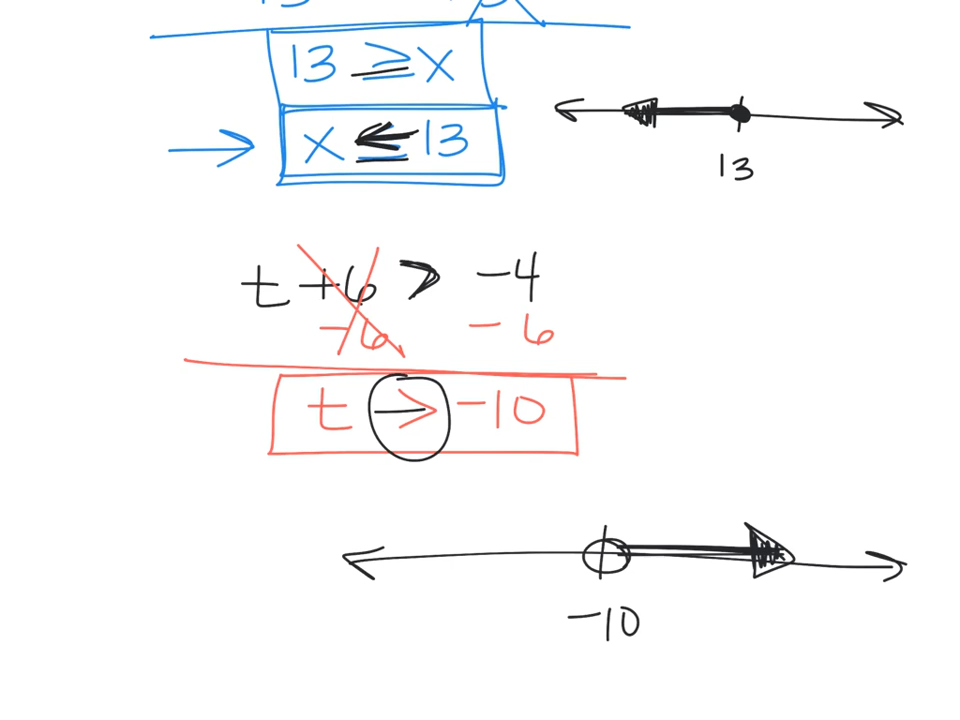 13 ≥ x
x ≤ 13
13
t + 6 > -4
-6 -6
t > -10
-10